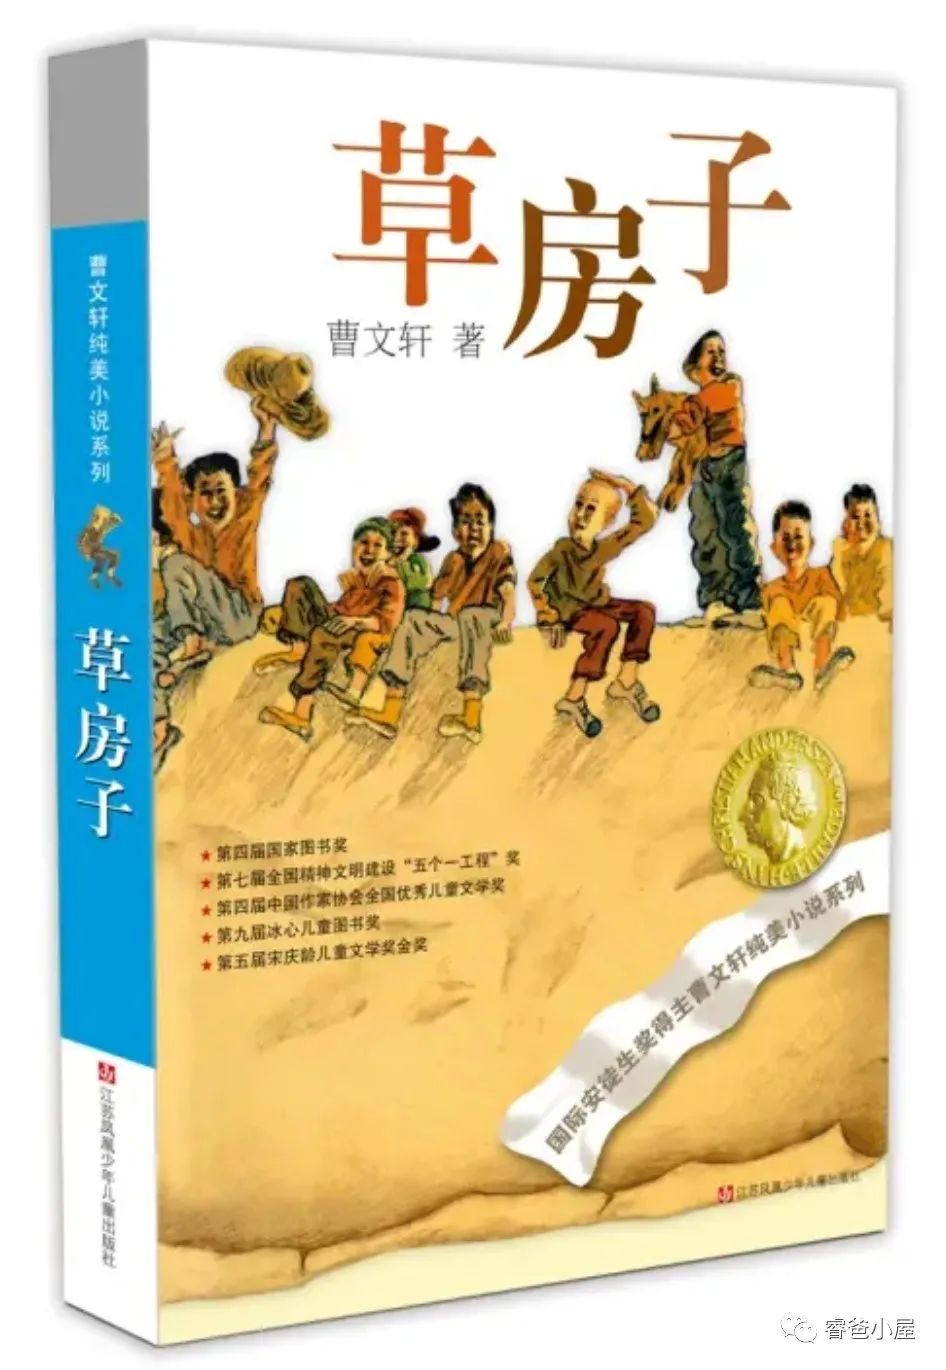 草房子
曹文轩 著
曹文轩纯美小说系列
草房子
江苏凤凰少年儿童出版社
★第四届国家图书奖
★第七届全国精神文明建设“五个一工程”奖
★第四届中国作家协会全国优秀儿童文学奖
★第九届冰心儿童图书奖
★第五届宋庆龄儿童文学奖金奖
国际安徒生奖得主曹文轩纯美小说系列
江苏凤凰少年儿童出版社
睿爸小屋